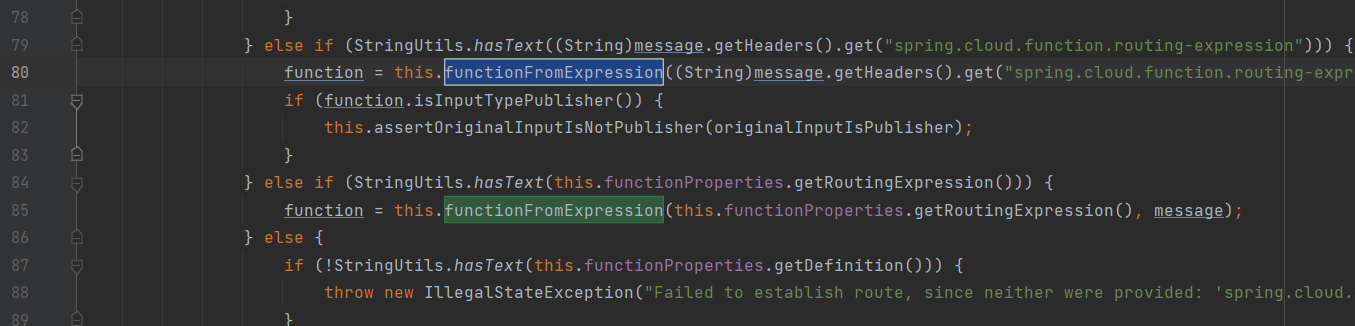 78 }
79 } else if (StringUtils.hasText((String)message.getHeaders().get("spring.cloud.function.routing-expression"))) {
80 function = this.functionFromExpression((String)message.getHeaders().get("spring.cloud.function.routing-expr
81 if (function.isInputTypePublisher()) {
82 this.assertOriginalInputIsNotPublisher(originalInputIsPublisher);
83 }
84 } else if (StringUtils.hasText(this.functionProperties.getRoutingExpression())) {
85 function = this.functionFromExpression(this.functionProperties.getRoutingExpression(), message);
86 } else {
87 if (!StringUtils.hasText(this.functionProperties.getDefinition())) {
88 throw new IllegalStateException("Failed to establish route, since neither were provided: 'spring.cloud.
89 }